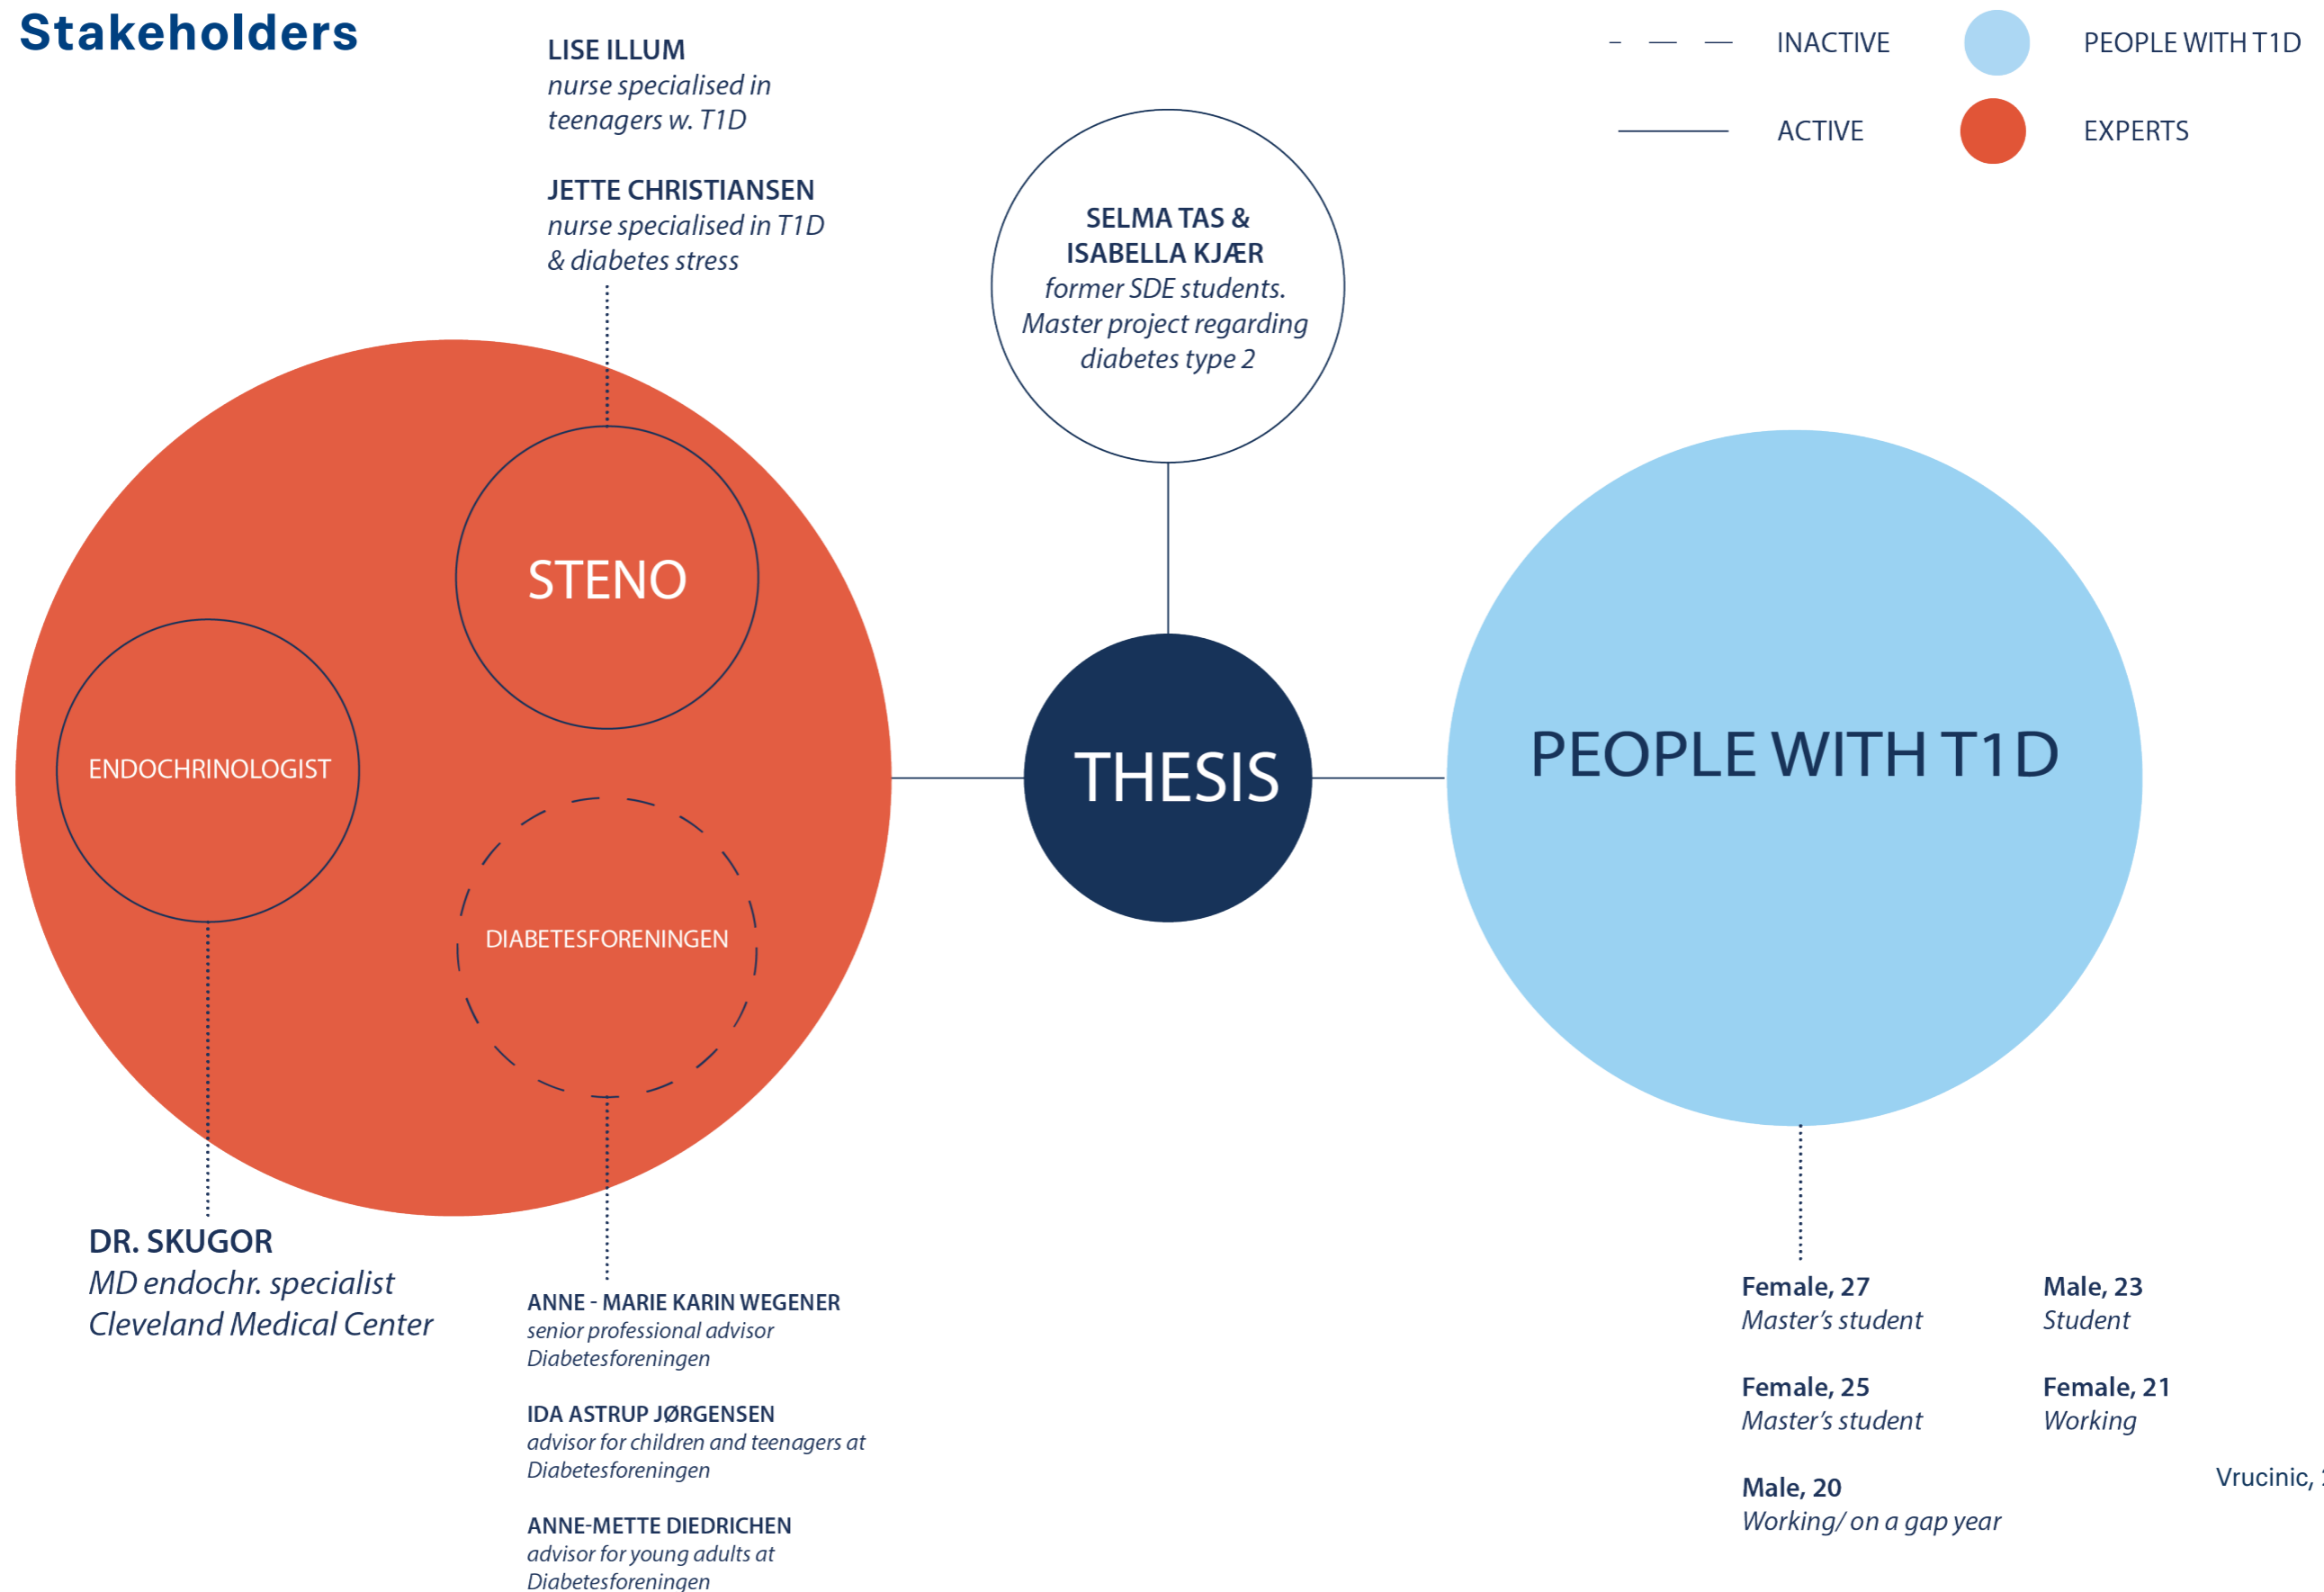 Stakeholders
LISE ILLUM
nurse specialised in
teenagers w. T1D
JETTE CHRISTIANSEN
nurse specialised in T1D
& diabetes stress
INACTIVE
PEOPLE WITH T1D
ACTIVE
EXPERTS
SELMA TAS &
ISABELLA KJÆR
former SDE students.
Master project regarding
diabetes type 2
STENO
ENDOCHRINOLOGIST
DIABETESFORENINGEN
THESIS
PEOPLE WITH T1D
DR. SKUGOR
MD endochr. specialist
Cleveland Medical Center
ANNE - MARIE KARIN WEGENER
senior professional advisor
Diabetesforeningen
IDA ASTRUP JØRGENSEN
advisor for children and teenagers at
Diabetesforeningen
ANNE-METTE DIEDRICHEN
advisor for young adults at
Diabetesforeningen
Female, 27
Master’s student
Male, 23
Student
Female, 25
Master’s student
Female, 21
Working
Male, 20
Working/ on a gap year
Vrucinic,